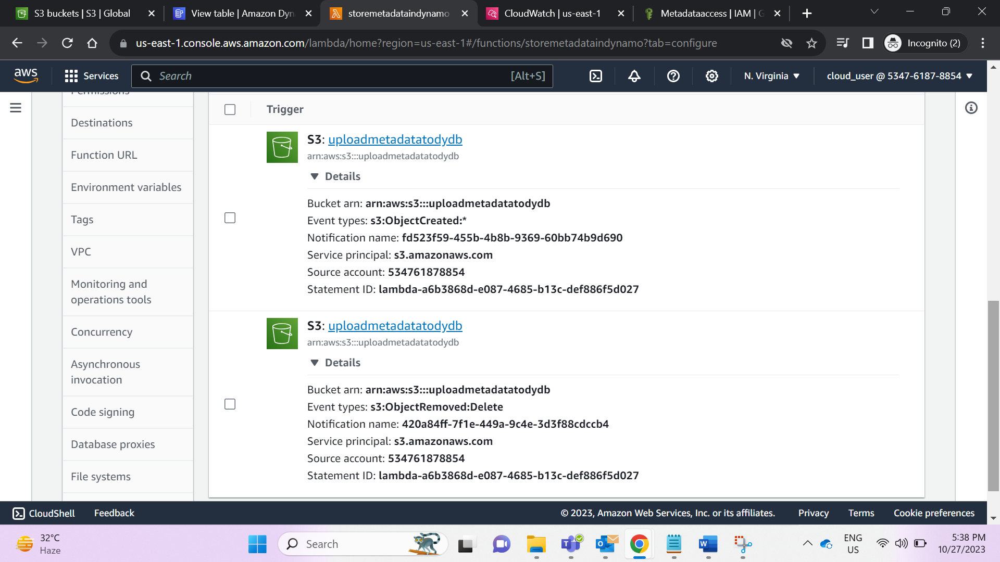 S3 buckets | S3 | Global
View table | Amazon Dyn
storemetadataindynamo
CloudWatch | us-east-1
Metadataaccess | IAM | G
us-east-1.console.aws.amazon.com/lambda/home?region=us-east-1#/functions/storemetadataindynamo?tab=configure
Incognito (2)
aws
Services
Search
[Alt+S]
N. Virginia
cloud_user @ 5347-6187-8854
Permissions
Destinations
Function URL
Environment variables
Tags
VPC
Monitoring and
operations tools
Concurrency
Asynchronous
invocation
Code signing
Database proxies
File systems
Trigger
S3: uploadmetadatatodydb
arn:aws:s3:::uploadmetadatatodydb
Details
Bucket arn: arn:aws:s3:::uploadmetadatatodydb
Event types: s3:ObjectCreated:*
Notification name: fd523f59-455b-4b8b-9369-60bb74b9d690
Service principal: s3.amazonaws.com
Source account: 534761878854
Statement ID: lambda-a6b3868d-e087-4685-b13c-def886f5d027
S3: uploadmetadatatodydb
arn:aws:s3:::uploadmetadatatodydb
Details
Bucket arn: arn:aws:s3:::uploadmetadatatodydb
Event types: s3:ObjectRemoved:Delete
Notification name: 420a84ff-7f1e-449a-9c4e-3d3f88cdccb4
Service principal: s3.amazonaws.com
Source account: 534761878854
Statement ID: lambda-a6b3868d-e087-4685-b13c-def886f5d027
CloudShell
Feedback
© 2023, Amazon Web Services, Inc. or its affiliates.
Privacy
Terms
Cookie preferences
32°C
Haze
Search
ENG
US
5:38 PM
10/27/2023